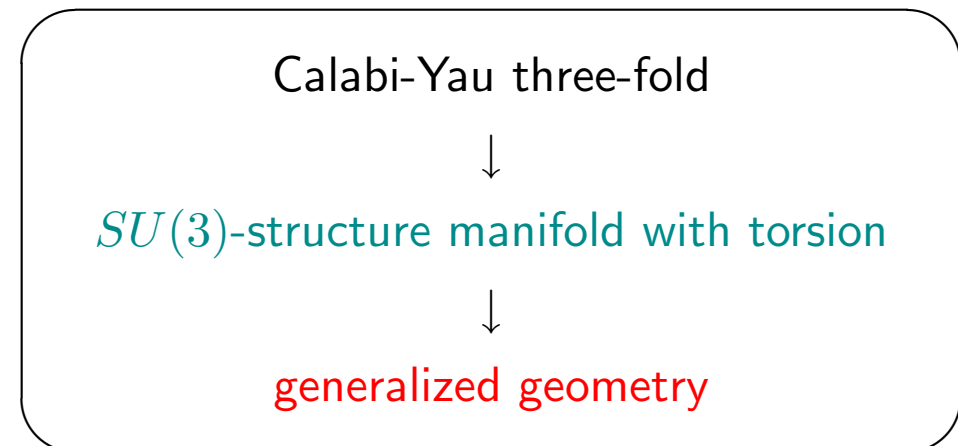 Calabi-Yau three-fold
↓
SU(3)-structure manifold with torsion
↓
generalized geometry